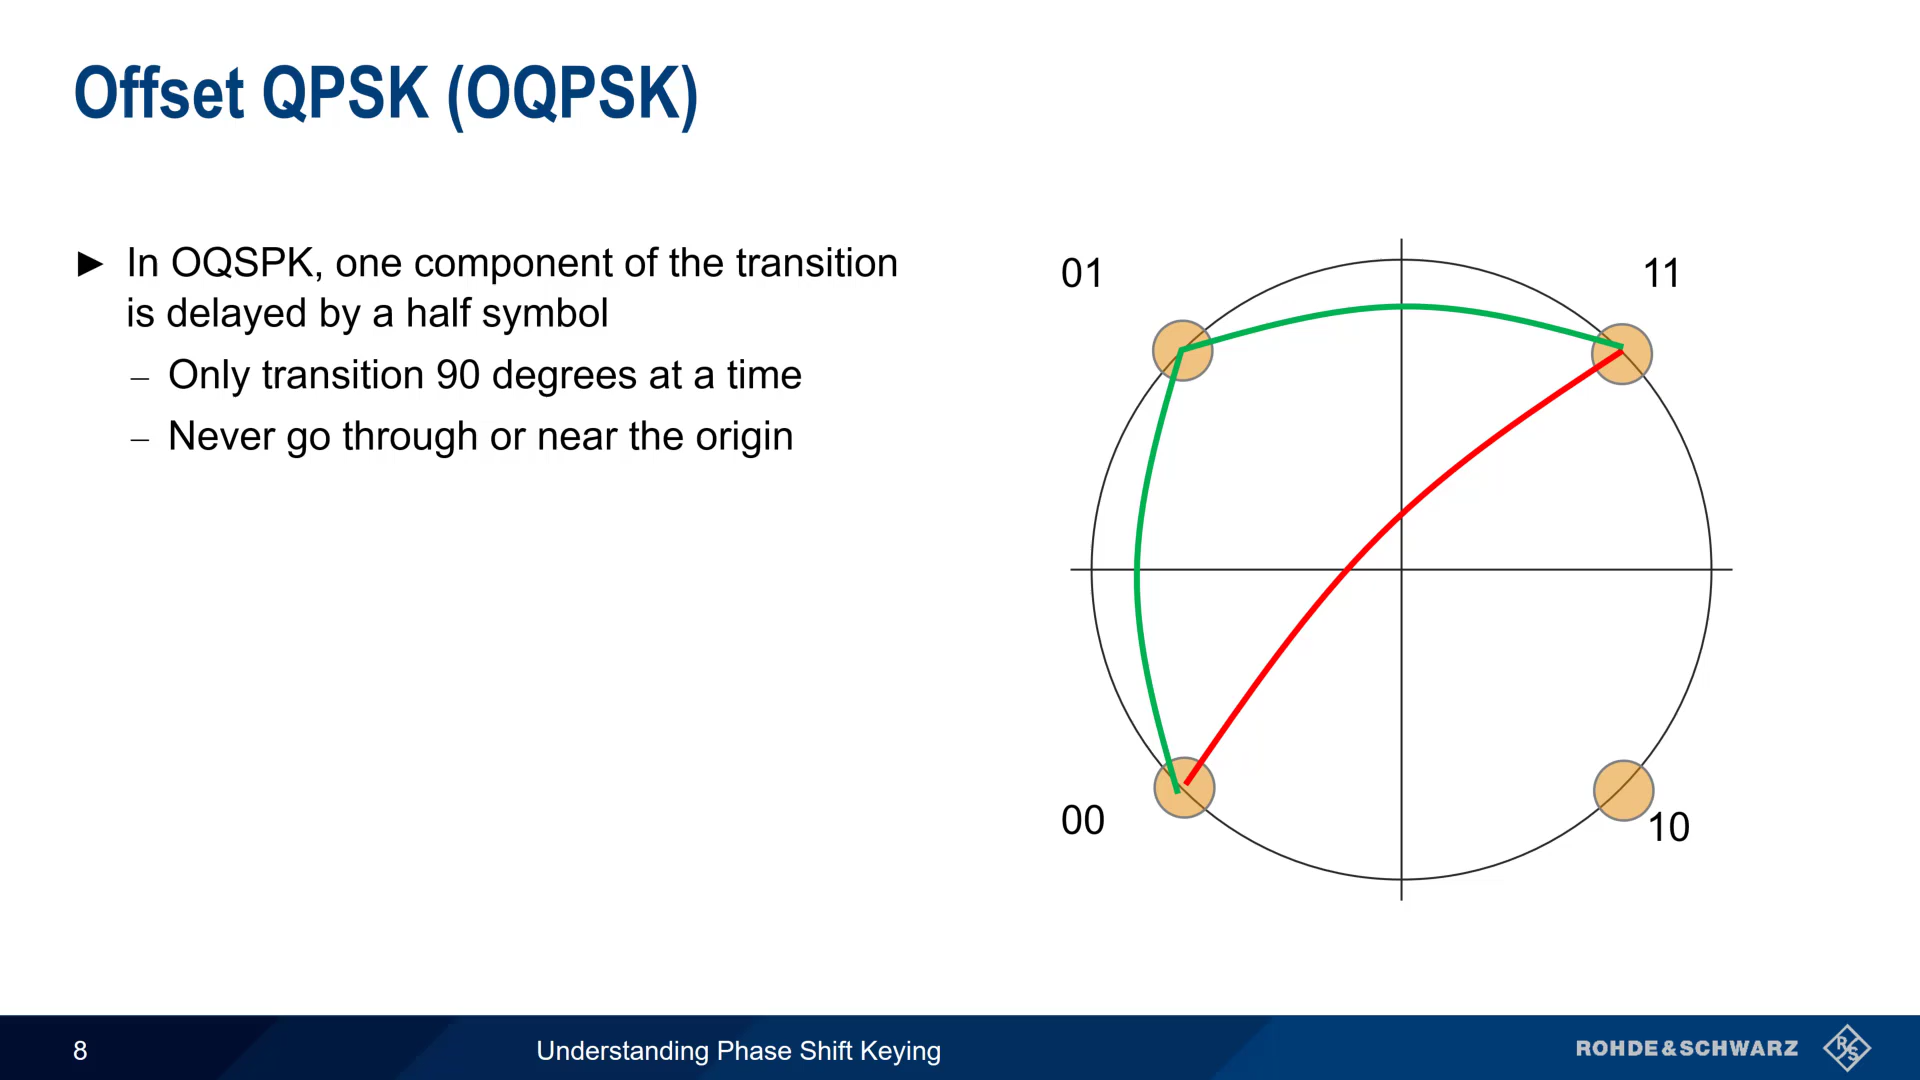 Offset QPSK (OQPSK)
► In OQSPK, one component of the transition
is delayed by a half symbol
– Only transition 90 degrees at a time
– Never go through or near the origin
01
11
00
10
8
Understanding Phase Shift Keying
ROHDE&SCHWARZ
R&S